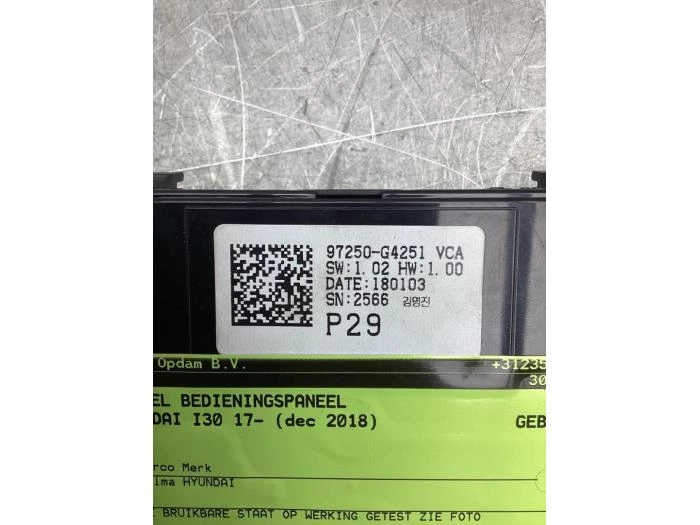 97250-G4251 VCA
SW:1.02 HW:1.00
DATE:180103
SN:2566 김명진
P29
Opdam B.V. +31235
30
EL BEDIENINGSPANEEL
DAI I30 17- (dec 2018) GEB
rco Merk
lma HYUNDAI
E BRUIKBARE STAAT OP WERKING GETEST ZIE FOTO